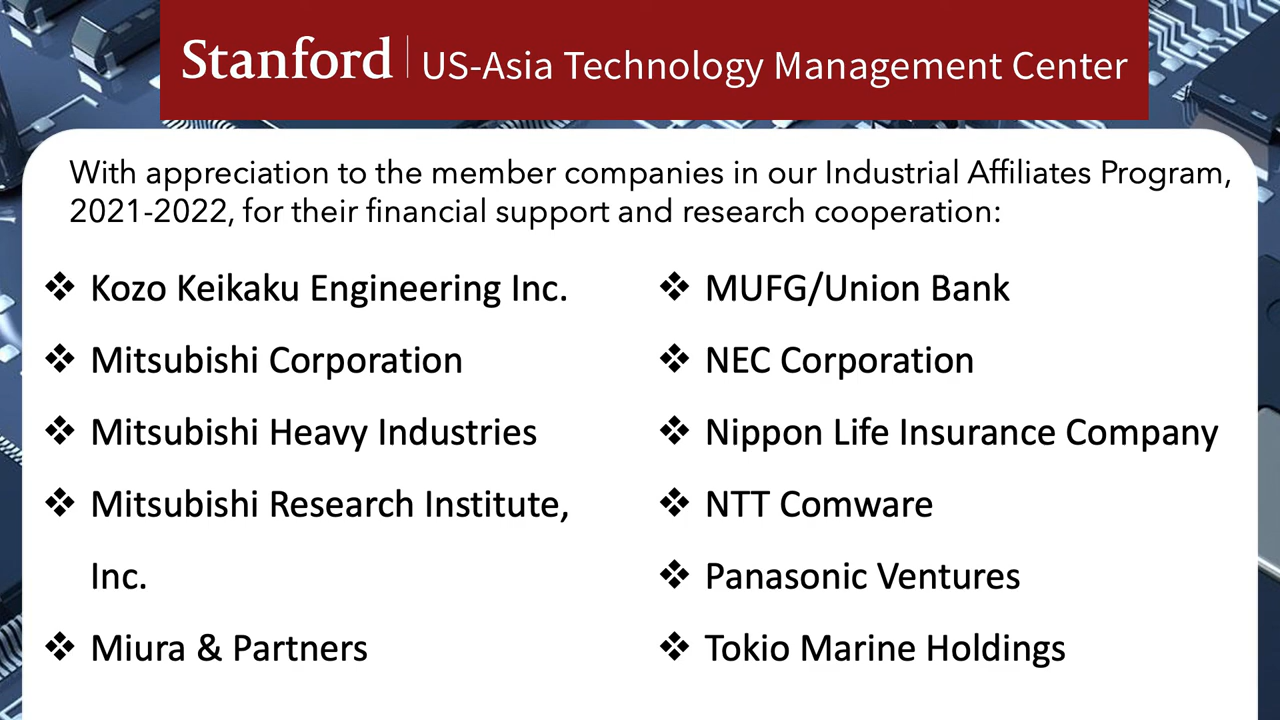 Stanford | US-Asia Technology Management Center
With appreciation to the member companies in our Industrial Affiliates Program,
2021-2022, for their financial support and research cooperation:
❖ Kozo Keikaku Engineering Inc.
❖ Mitsubishi Corporation
❖ Mitsubishi Heavy Industries
❖ Mitsubishi Research Institute,
Inc.
❖ Miura & Partners
❖ MUFG/Union Bank
❖ NEC Corporation
❖ Nippon Life Insurance Company
❖ NTT Comware
❖ Panasonic Ventures
❖ Tokio Marine Holdings